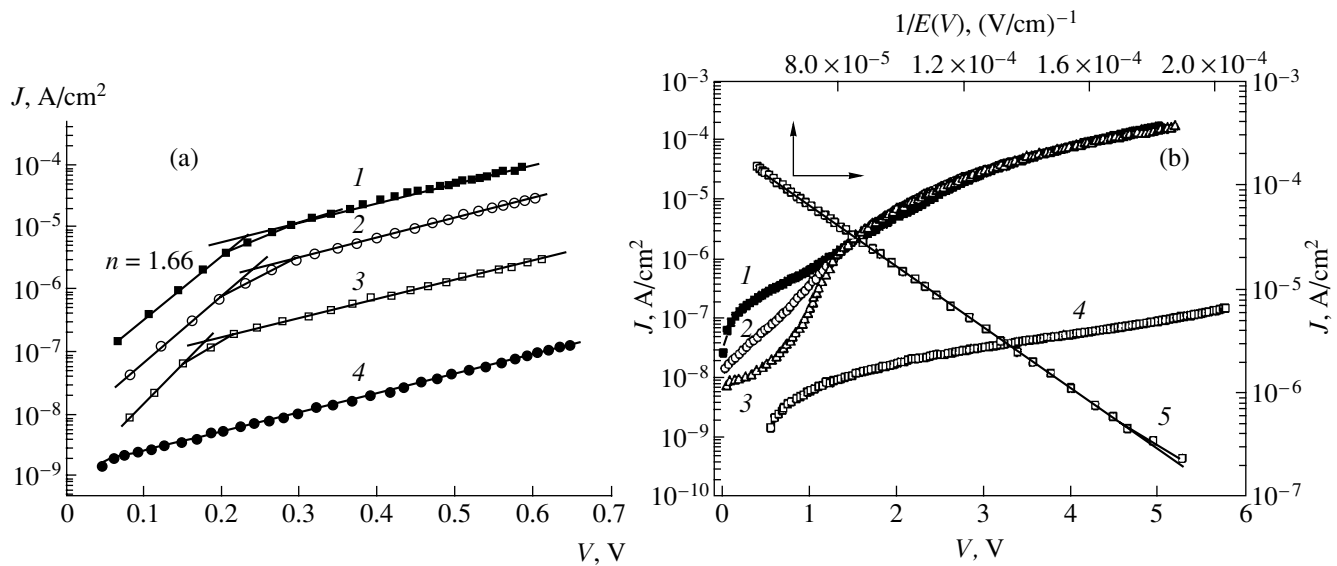 J, A/cm²
10⁻⁴
10⁻⁵
10⁻⁶
10⁻⁷
10⁻⁸
10⁻⁹
(a)
1
2
n = 1.66
3
4
0 0.1 0.2 0.3 0.4 0.5 0.6 0.7
V, V
1/E(V), (V/cm)⁻¹
8.0 × 10⁻⁵ 1.2 × 10⁻⁴ 1.6 × 10⁻⁴ 2.0 × 10⁻⁴
10⁻³
10⁻⁴
10⁻⁵
10⁻⁶
10⁻⁷
10⁻⁸
10⁻⁹
10⁻¹⁰
J, A/cm²
(b)
1
2
3
4
5
10⁻³
10⁻⁴
10⁻⁵
10⁻⁶
10⁻⁷
J, A/cm²
0 1 2 3 4 5 6
V, V